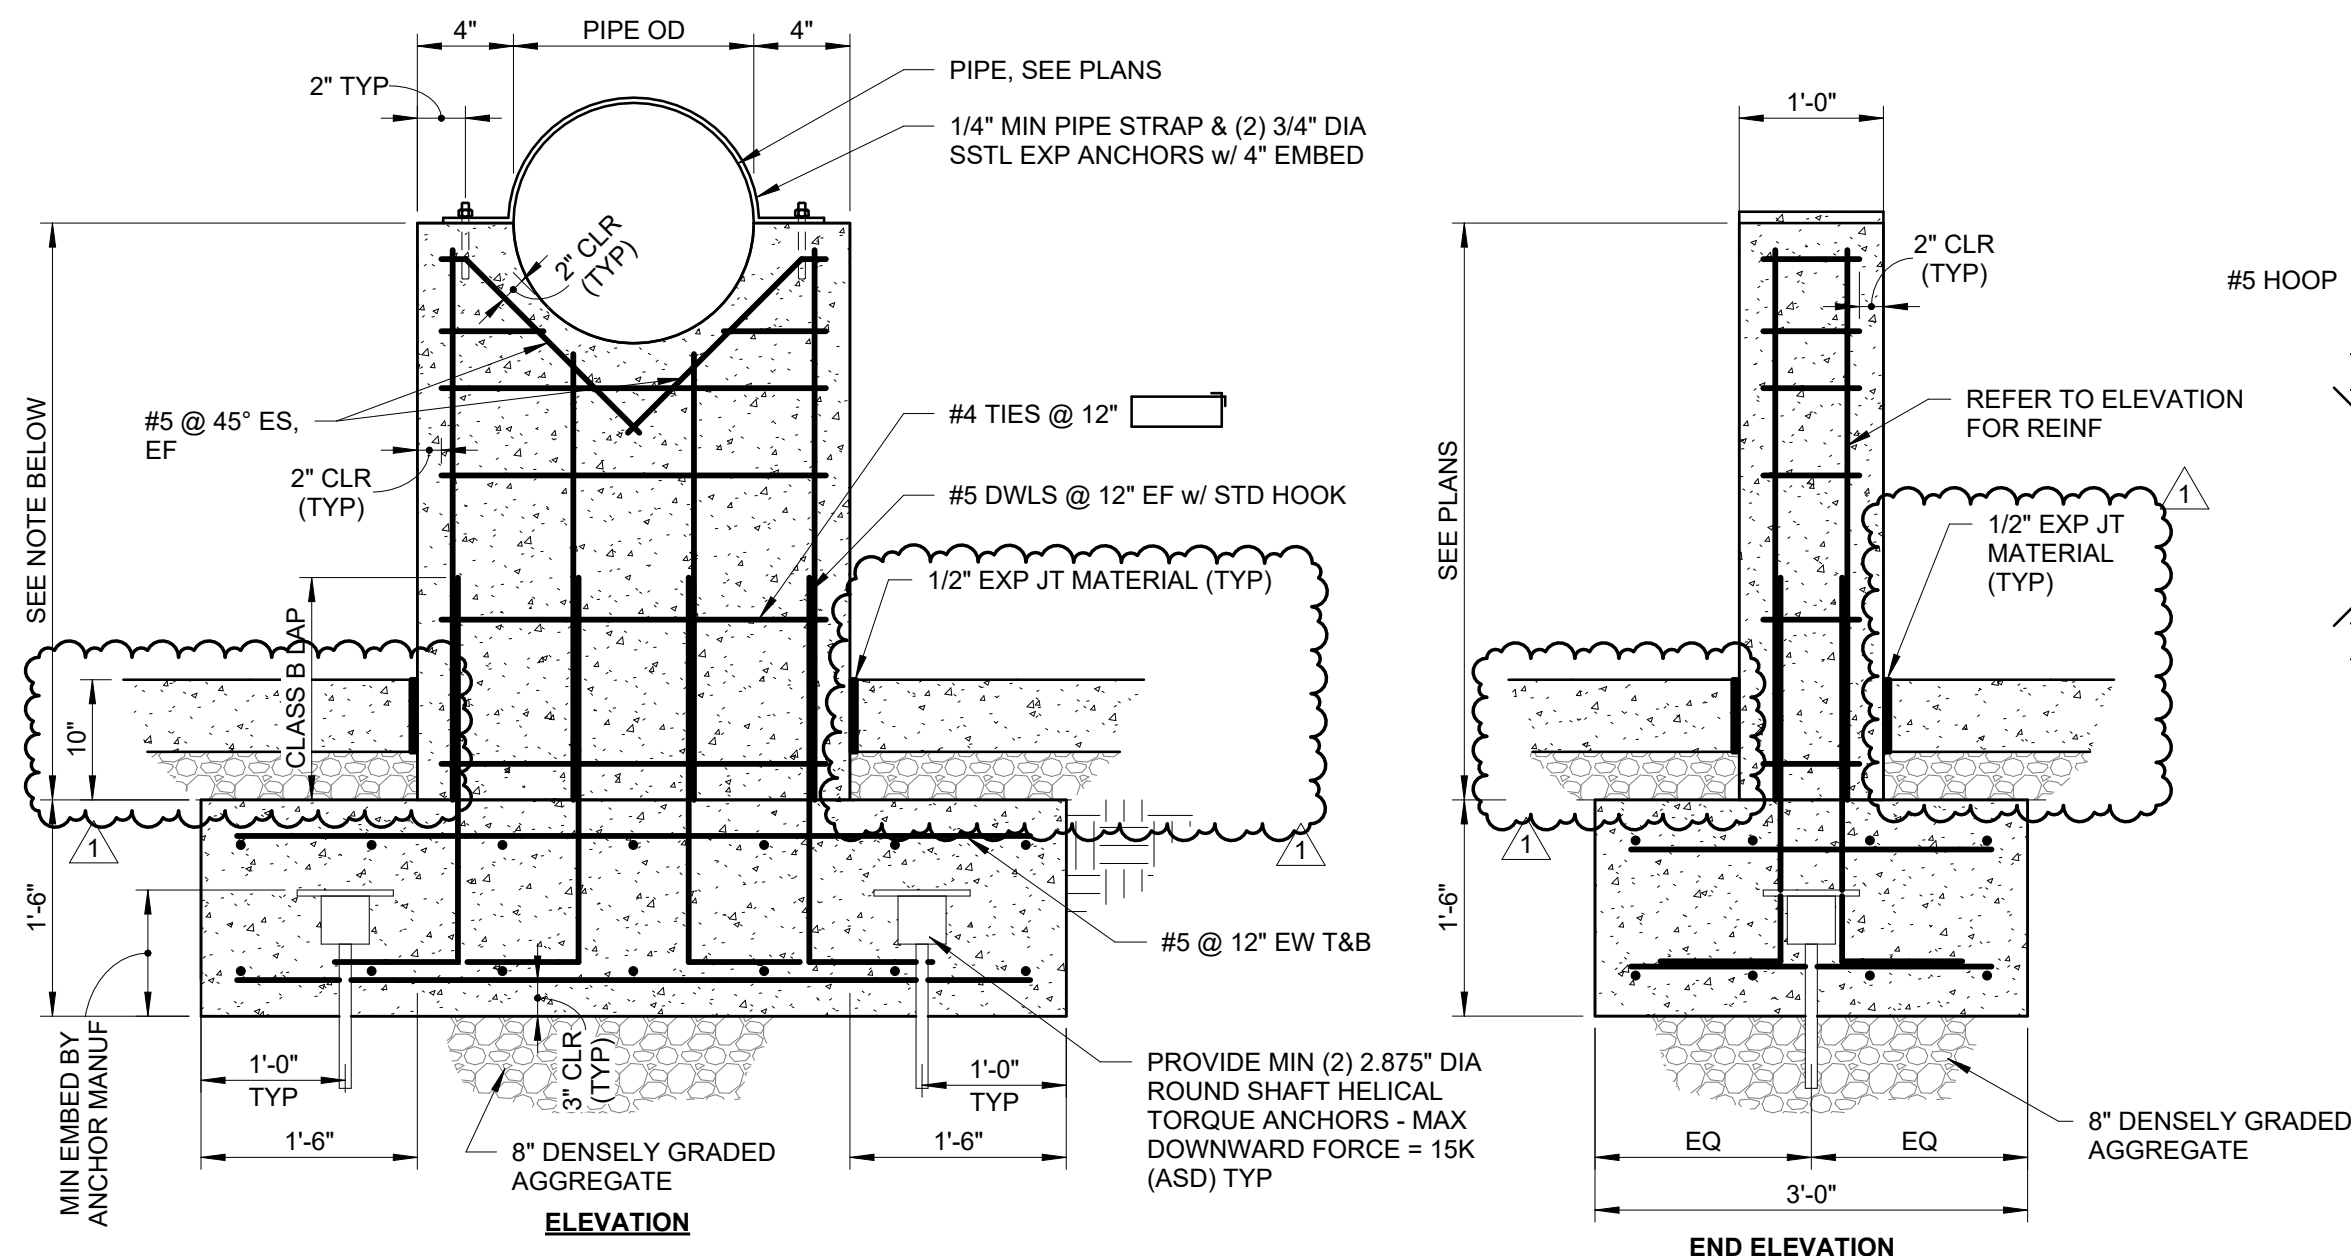 4"
PIPE OD
4"
2" TYP
PIPE, SEE PLANS
1/4" MIN PIPE STRAP & (2) 3/4" DIA
SSTL EXP ANCHORS w/ 4" EMBED
2" CLR
(TYP)
SEE NOTE BELOW
#5 @ 45° ES,
EF
2" CLR
(TYP)
#4 TIES @ 12"
#5 DWLS @ 12" EF w/ STD HOOK
1/2" EXP JT MATERIAL (TYP)
CLASS B LAP
10"
1
1
1'-6"
#5 @ 12" EW T&B
MIN EMBED BY
ANCHOR MANUF
1'-0"
TYP
3" CLR
(TYP)
1'-0"
TYP
1'-6"
1'-6"
8" DENSELY GRADED
AGGREGATE
PROVIDE MIN (2) 2.875" DIA
ROUND SHAFT HELICAL
TORQUE ANCHORS - MAX
DOWNWARD FORCE = 15K
(ASD) TYP
ELEVATION
1'-0"
2" CLR
(TYP)
#5 HOOP
SEE PLANS
REFER TO ELEVATION
FOR REINF
1
1/2" EXP JT
MATERIAL
(TYP)
1
1'-6"
8" DENSELY GRADED
AGGREGATE
EQ
EQ
3'-0"
END ELEVATION